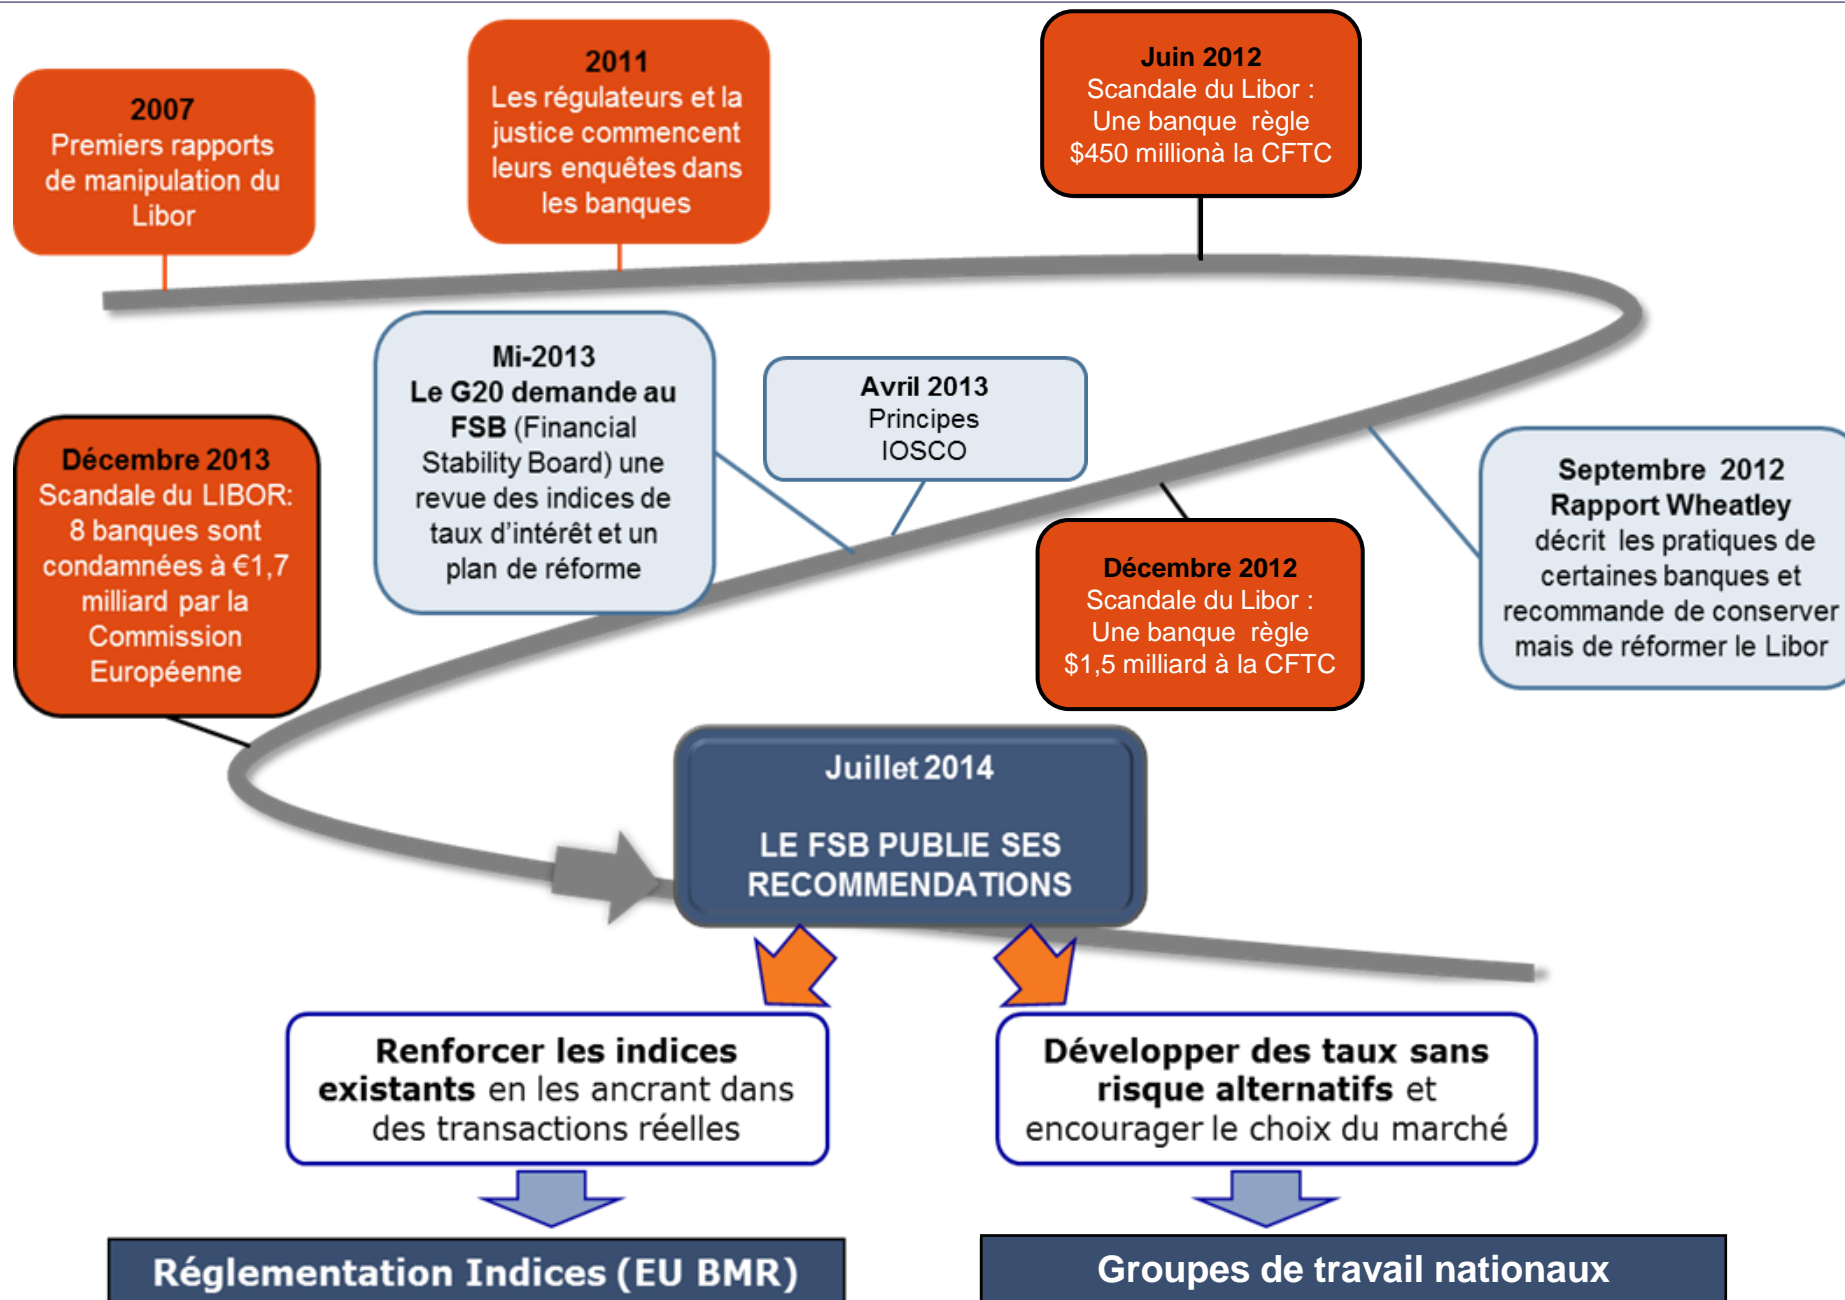 2007
Premiers rapports
de manipulation du
Libor
2011
Les régulateurs et la
justice commencent
leurs enquêtes dans
les banques
Juin 2012
Scandale du Libor :
Une banque règle
$450 millionà la CFTC
Septembre 2012
Rapport Wheatley
décrit les pratiques de
certaines banques et
recommande de conserver
mais de réformer le Libor
Décembre 2012
Scandale du Libor :
Une banque règle
$1,5 milliard à la CFTC
Avril 2013
Principes
IOSCO
Mi-2013
Le G20 demande au
FSB (Financial
Stability Board) une
revue des indices de
taux d'intérêt et un
plan de réforme
Décembre 2013
Scandale du LIBOR:
8 banques sont
condamnées à €1,7
milliard par la
Commission
Européenne
Juillet 2014
LE FSB PUBLIE SES
RECOMMENDATIONS
Renforcer les indices
existants en les ancrant dans
des transactions réelles
Développer des taux sans
risque alternatifs et
encourager le choix du marché
Réglementation Indices (EU BMR)
Groupes de travail nationaux